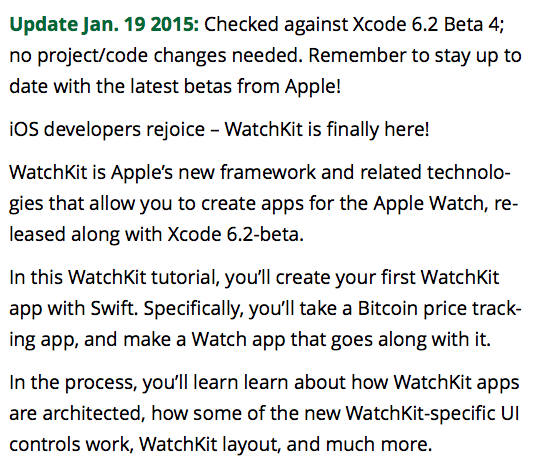 Update Jan. 19 2015: Checked against Xcode 6.2 Beta 4;
no project/code changes needed. Remember to stay up to
date with the latest betas from Apple!
iOS developers rejoice – WatchKit is finally here!
WatchKit is Apple’s new framework and related technolo-
gies that allow you to create apps for the Apple Watch, re-
leased along with Xcode 6.2-beta.
In this WatchKit tutorial, you’ll create your first WatchKit
app with Swift. Specifically, you’ll take a Bitcoin price track-
ing app, and make a Watch app that goes along with it.
In the process, you’ll learn learn about how WatchKit apps
are architected, how some of the new WatchKit-specific UI
controls work, WatchKit layout, and much more.